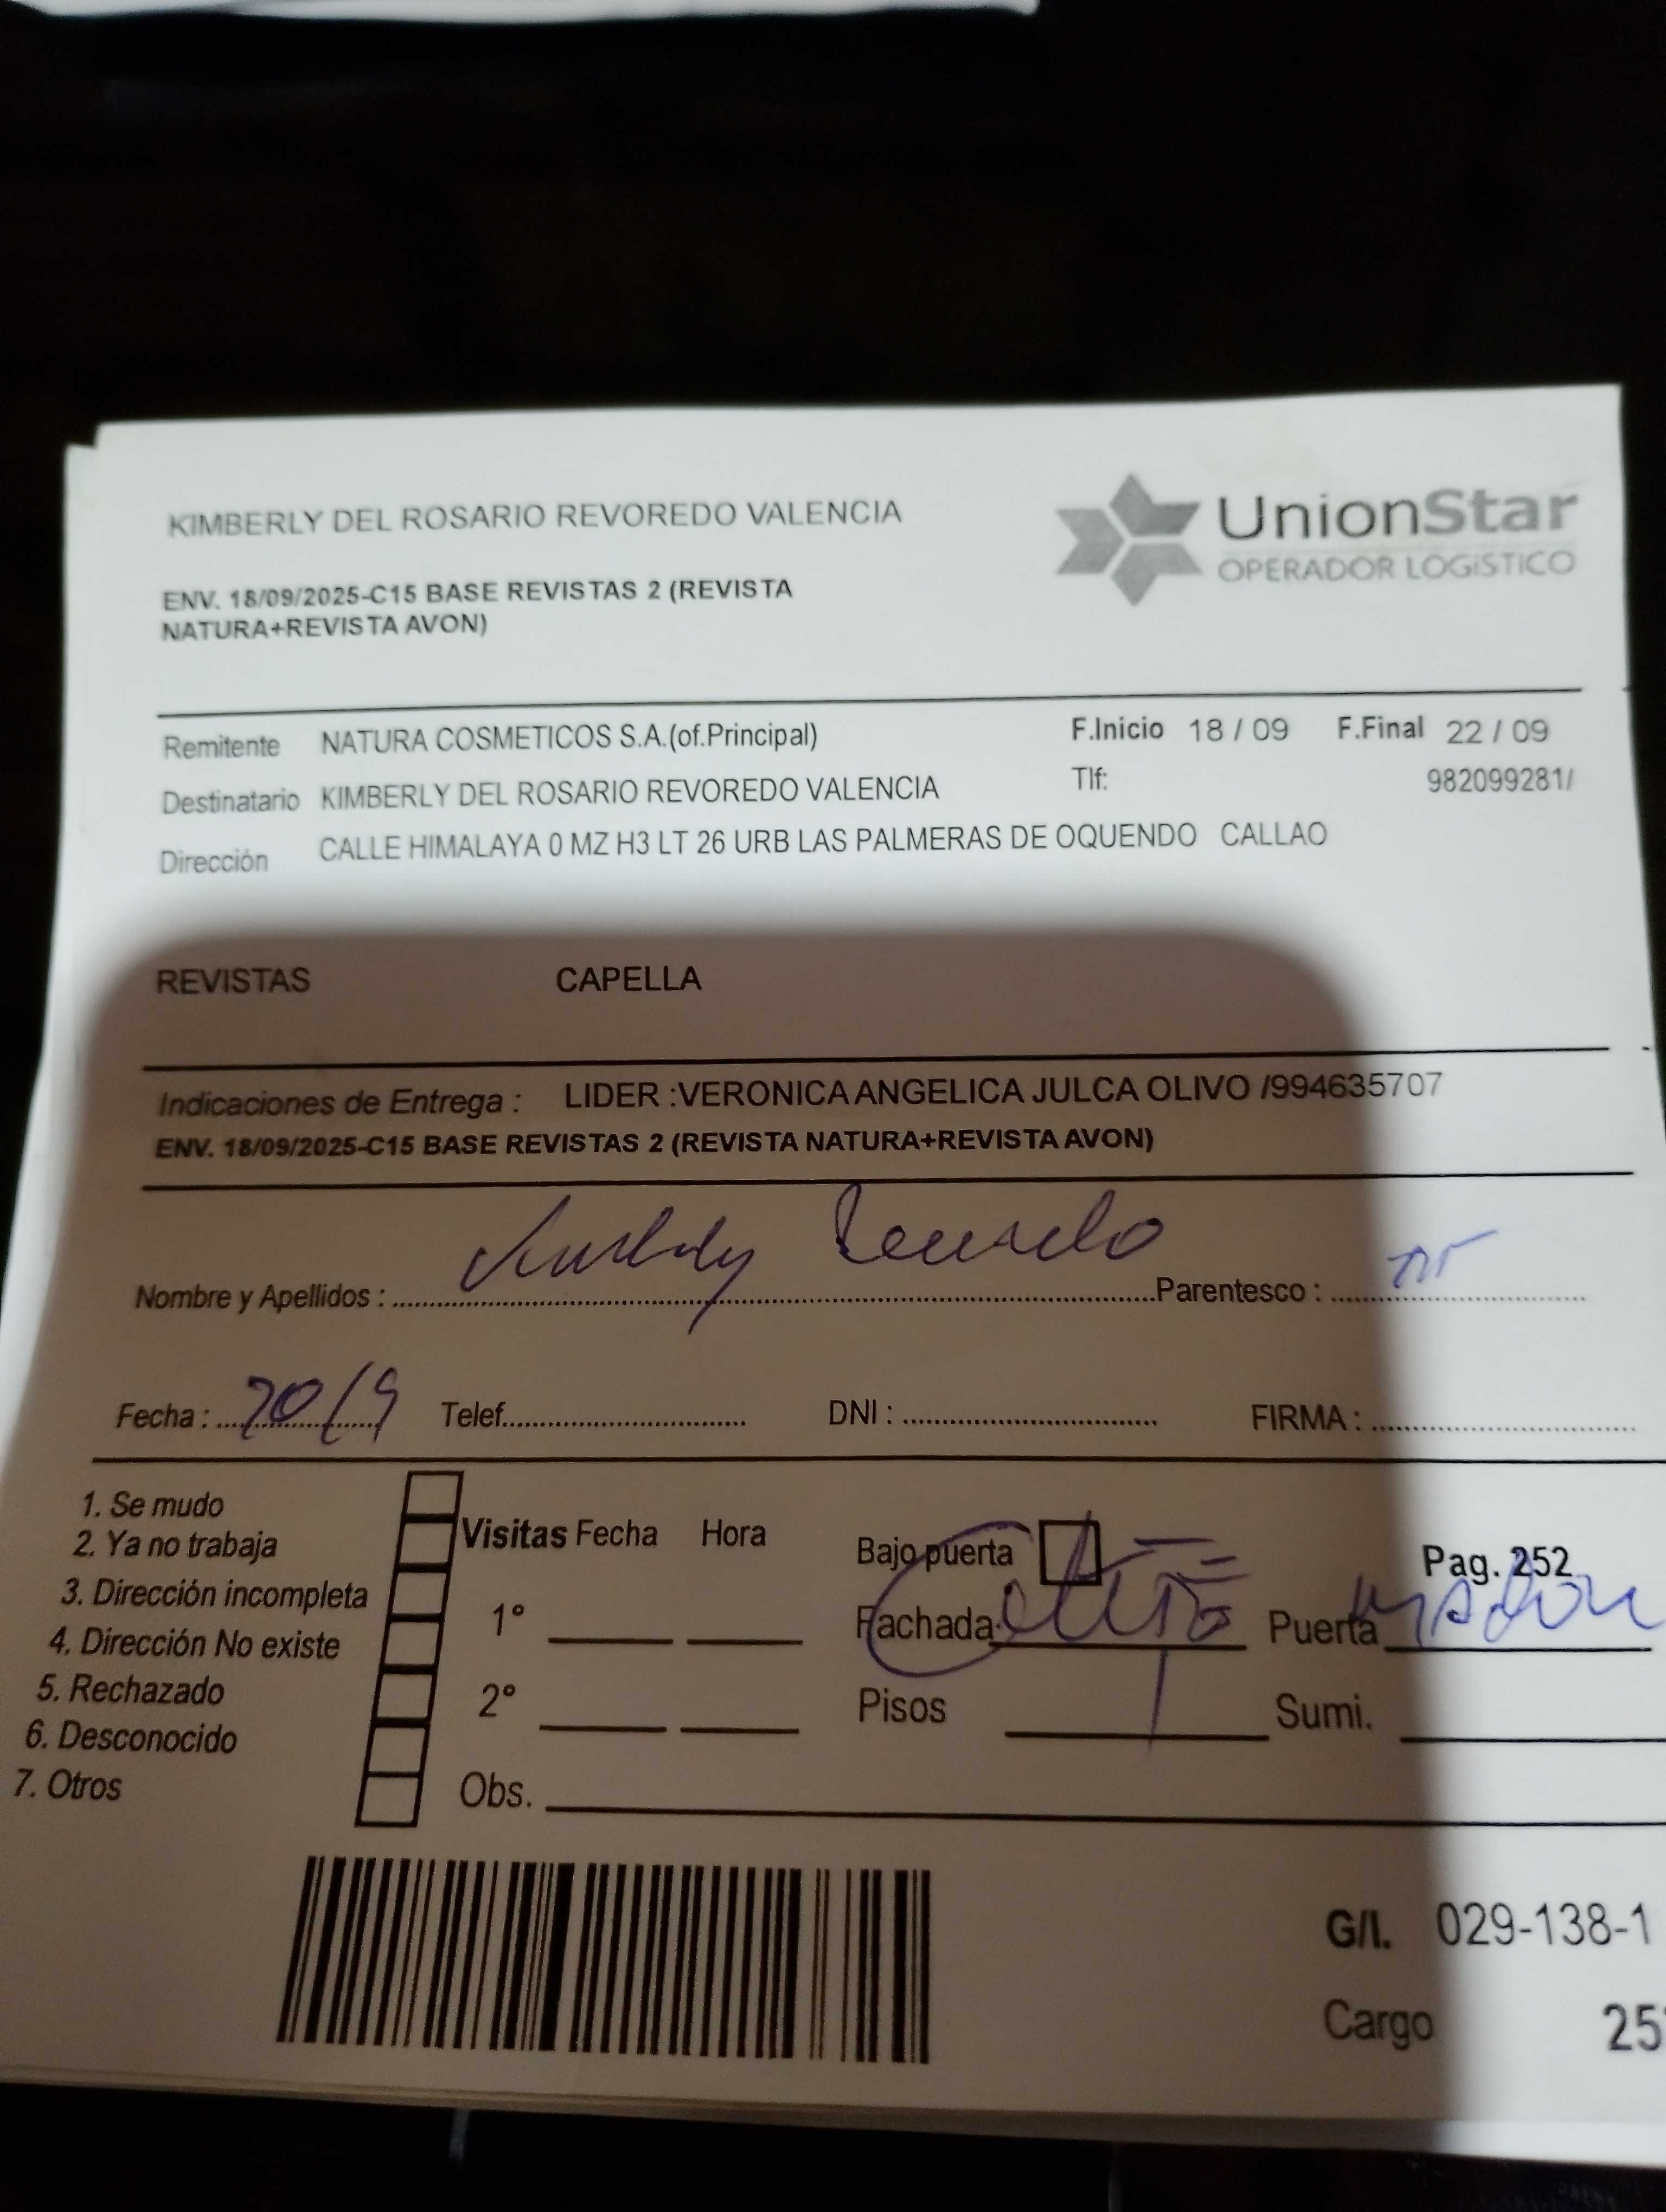 KIMBERLY DEL ROSARIO REVOREDO VALENCIA
UnionStar
OPERADOR LOGÍSTICO
ENV. 18/09/2025-C15 BASE REVISTAS 2 (REVISTA
NATURA+REVISTA AVON)
Remitente NATURA COSMETICOS S.A.(of.Principal) F.Inicio 18 / 09 F.Final 22 / 09
Destinatario KIMBERLY DEL ROSARIO REVOREDO VALENCIA Tlf: 982099281/
Dirección CALLE HIMALAYA 0 MZ H3 LT 26 URB LAS PALMERAS DE OQUENDO CALLAO
REVISTAS CAPELLA
Indicaciones de Entrega : LIDER :VERONICA ANGELICA JULCA OLIVO /994635707
ENV. 18/09/2025-C15 BASE REVISTAS 2 (REVISTA NATURA+REVISTA AVON)
Nombre y Apellidos : Parentesco :
Fecha : 20/9 Telef. DNI : FIRMA :
1. Se mudo
2. Ya no trabaja
3. Dirección incompleta
4. Dirección No existe
5. Rechazado
6. Desconocido
7. Otros
Visitas Fecha Hora
1°
2°
Obs.
Bajo puerta Pag. 252
Fachada Puerta
Pisos 1 Sumi.
G/I. 029-138-1
Cargo 25